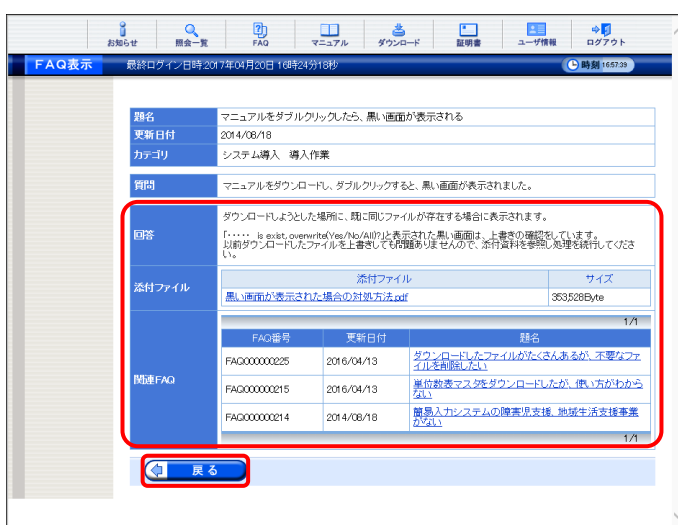 お知らせ 照会一覧 FAQ マニュアル ダウンロード 証明書 ユーザ情報 ログアウト
FAQ表示 最終ログイン日時:2017年04月20日 16時24分18秒 時刻 16:57:39
題名 マニュアルをダブルクリックしたら、黒い画面が表示される
更新日付 2014/08/18
カテゴリ システム導入 導入作業
質問 マニュアルをダウンロードし、ダブルクリックすると、黒い画面が表示されました。
回答 ダウンロードしようとした場所に、既に同じファイルが存在する場合に表示されます。
「・・・・・ is exist, overwrite(Yes/No/All)?」と表示された黒い画面は、上書きの確認をしています。
以前ダウンロードしたファイルを上書きしても問題ありませんので、添付資料を参照し処理を続行してくださ
い。
添付ファイル
添付ファイル サイズ
黒い画面が表示された場合の対処方法.pdf 353,528Byte
関連FAQ
1/1
FAQ番号 更新日付 題名
FAQ000000225 2016/04/13 ダウンロードしたファイルがたくさんあるが、不要なファ
イルを削除したい
FAQ000000215 2016/04/13 単位数表マスタをダウンロードしたが、使い方がわから
ない
FAQ000000214 2014/08/18 簡易入力システムの障害児支援、地域生活支援事業
がない
1/1
戻る